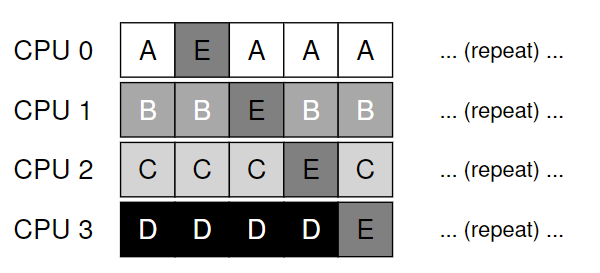 CPU 0 A E A A A ... (repeat) ...
CPU 1 B B E B B ... (repeat) ...
CPU 2 C C C E C ... (repeat) ...
CPU 3 D D D D E ... (repeat) ...